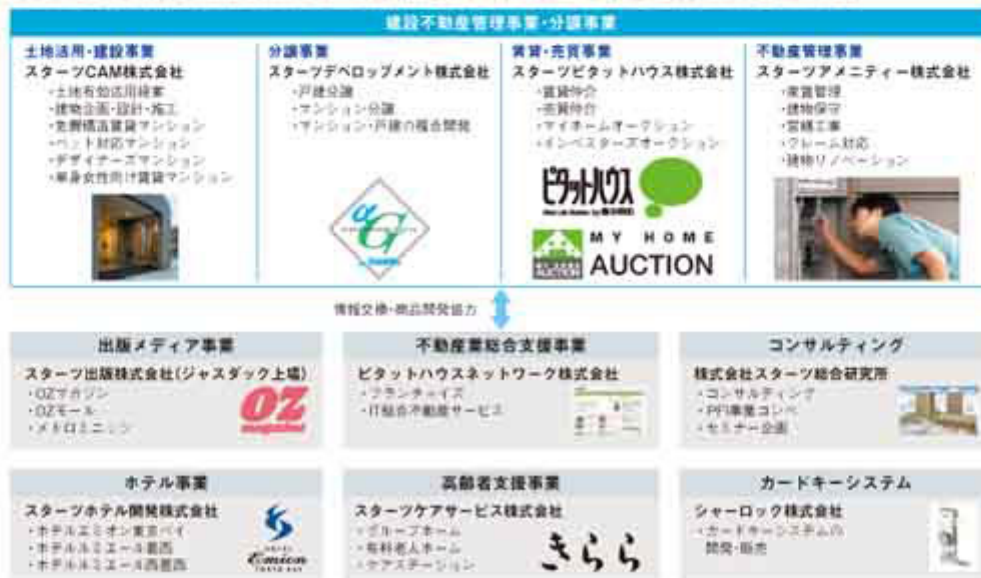 建設不動産管理事業・分譲事業
土地活用・建設事業
スターツCAM株式会社
・土地有効活用提案
・建物企画・設計・施工
・免震構造賃貸マンション
・ペット対応マンション
・デザイナーズマンション
・単身女性向け賃貸マンション
分譲事業
スターツデベロップメント株式会社
・戸建分譲
・マンション分譲
・マンション・戸建の複合開発
αG
賃貸・売買事業
スターツピタットハウス株式会社
・賃貸仲介
・売買仲介
・マイホームオークション
・インベスターズオークション
ピタットハウス
MY HOME
AUCTION
AUCTION
不動産管理事業
スターツアメニティー株式会社
・家賃管理
・建物保守
・営繕工事
・クレーム対応
・建物リノベーション
情報交換・商品開発協力
出版メディア事業
スターツ出版株式会社(ジャスダック上場)
・OZマガジン
・OZモール
・メトロミニッツ
OZ
magazine
不動産業総合支援事業
ピタットハウスネットワーク株式会社
・フランチャイズ
・IT総合不動産サービス
コンサルティング
株式会社スターツ総合研究所
・コンサルティング
・PFI事業コンペ
・セミナー企画
ホテル事業
スターツホテル開発株式会社
・ホテルエミオン東京ベイ
・ホテルルミエール葛西
・ホテルルミエール西葛西
HOTEL
Emion
TOKYO BAY
高齢者支援事業
スターツケアサービス株式会社
・グループホーム
・有料老人ホーム
・ケアステーション
きらら
カードキーシステム
シャーロック株式会社
・カードキーシステムの
開発・販売